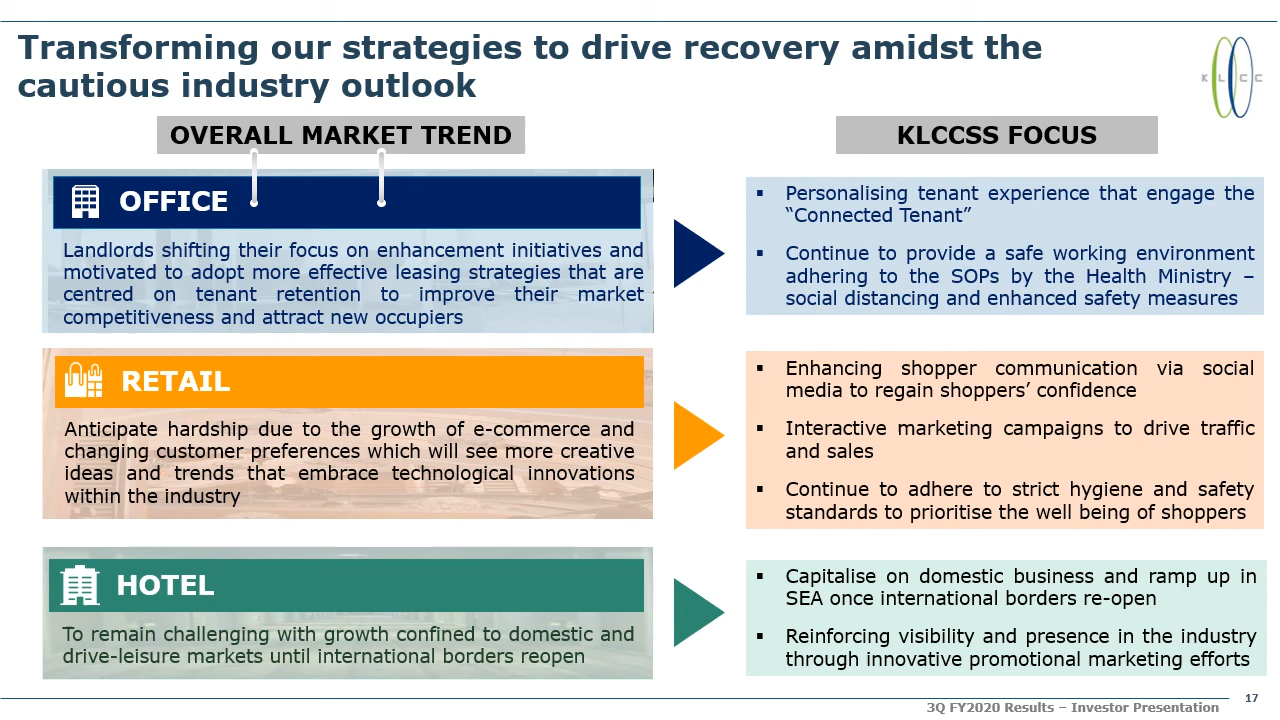 Transforming our strategies to drive recovery amidst the
cautious industry outlook
KLCC
OVERALL MARKET TREND
KLCCSS FOCUS
OFFICE
Landlords shifting their focus on enhancement initiatives and
motivated to adopt more effective leasing strategies that are
centred on tenant retention to improve their market
competitiveness and attract new occupiers
▪ Personalising tenant experience that engage the
“Connected Tenant”
▪ Continue to provide a safe working environment
adhering to the SOPs by the Health Ministry –
social distancing and enhanced safety measures
RETAIL
Anticipate hardship due to the growth of e-commerce and
changing customer preferences which will see more creative
ideas and trends that embrace technological innovations
within the industry
▪ Enhancing shopper communication via social
media to regain shoppers’ confidence
▪ Interactive marketing campaigns to drive traffic
and sales
▪ Continue to adhere to strict hygiene and safety
standards to prioritise the well being of shoppers
HOTEL
To remain challenging with growth confined to domestic and
drive-leisure markets until international borders reopen
▪ Capitalise on domestic business and ramp up in
SEA once international borders re-open
▪ Reinforcing visibility and presence in the industry
through innovative promotional marketing efforts
17
3Q FY2020 Results – Investor Presentation